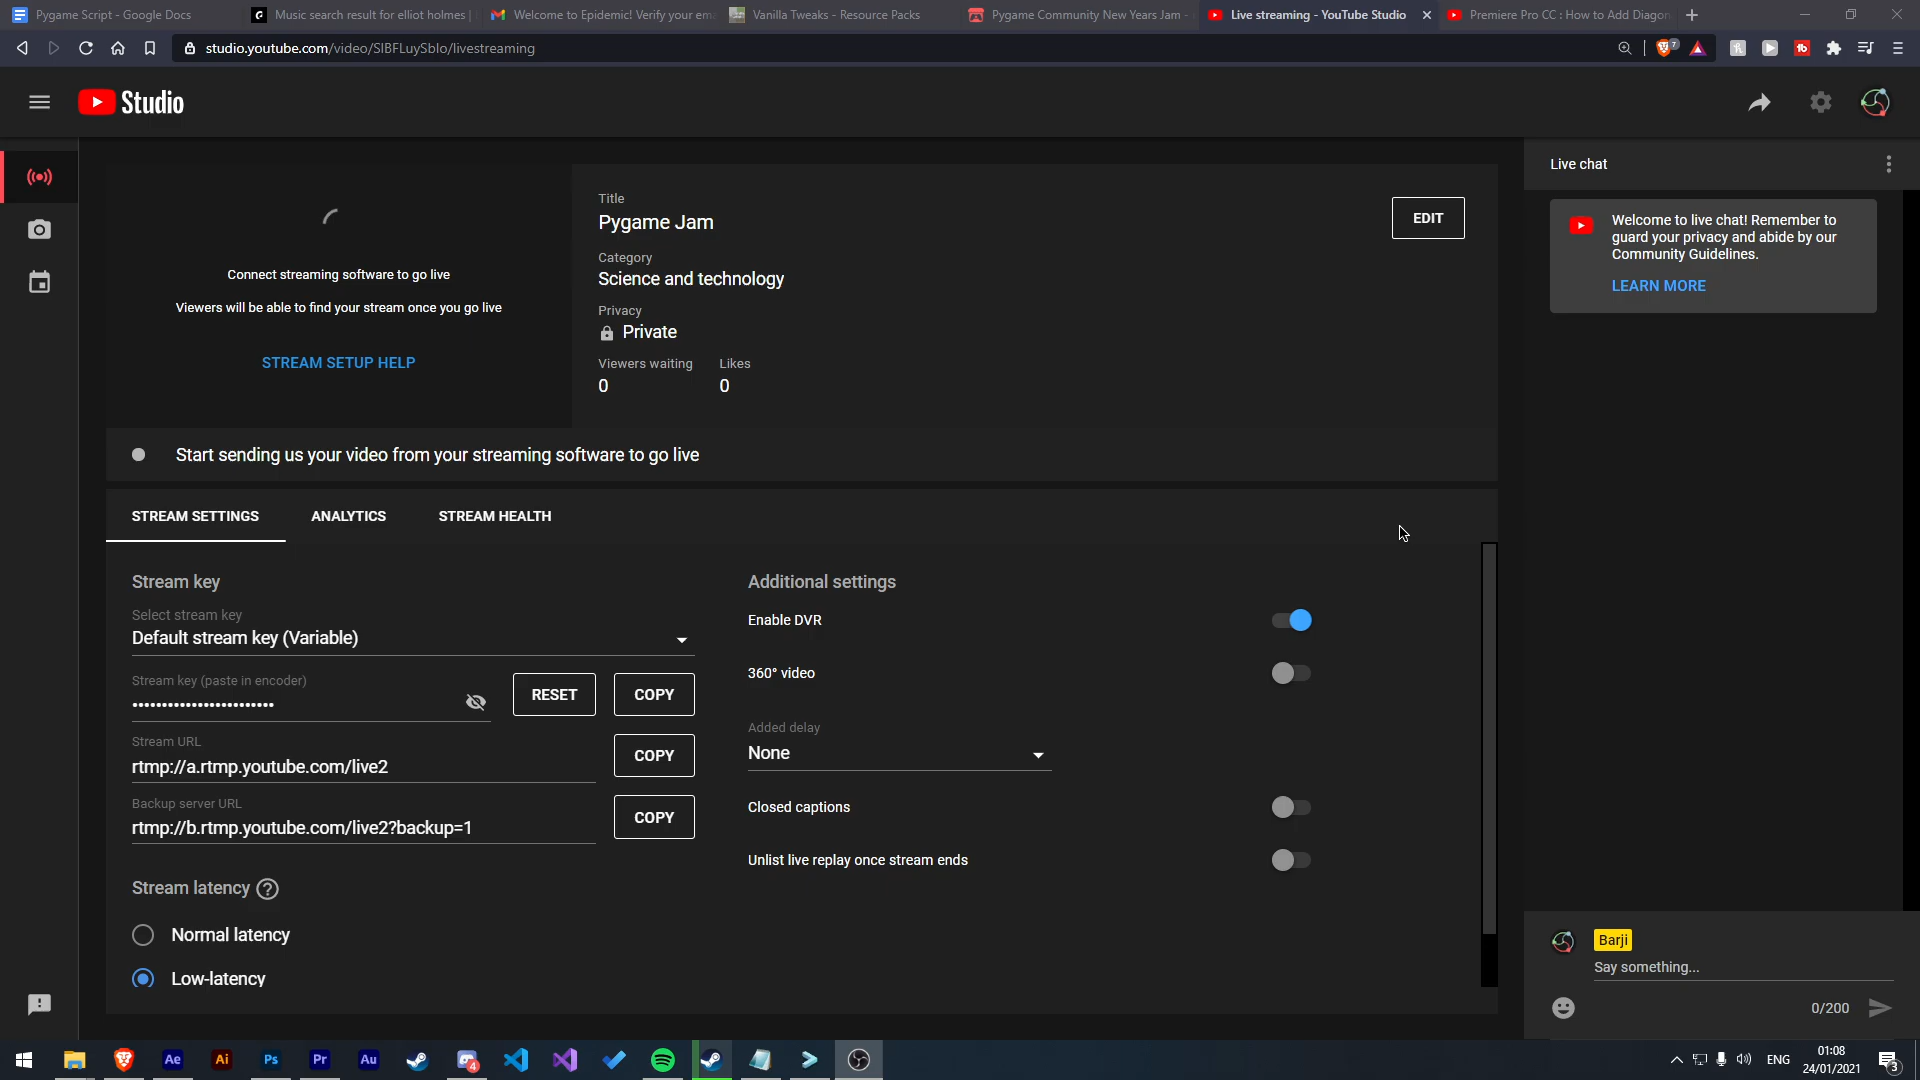 Pygame Script - Google Docs
Music search result for elliot holmes |
Welcome to Epidemic! Verify your em
Vanilla Tweaks - Resource Packs
Pygame Community New Years Jam -
Live streaming - YouTube Studio
Premiere Pro CC : How to Add Diagon
studio.youtube.com/video/SIBFLuySbIo/livestreaming
7
Studio
Live chat
Welcome to live chat! Remember to
guard your privacy and abide by our
Community Guidelines.
LEARN MORE
Connect streaming software to go live
Viewers will be able to find your stream once you go live
STREAM SETUP HELP
Title
Pygame Jam
EDIT
Category
Science and technology
Privacy
Private
Viewers waiting
Likes
0
0
Start sending us your video from your streaming software to go live
STREAM SETTINGS
ANALYTICS
STREAM HEALTH
Stream key
Select stream key
Default stream key (Variable)
Stream key (paste in encoder)
RESET
COPY
Stream URL
rtmp://a.rtmp.youtube.com/live2
COPY
Backup server URL
rtmp://b.rtmp.youtube.com/live2?backup=1
COPY
Stream latency
Normal latency
Low-latency
Additional settings
Enable DVR
360° video
Added delay
None
Closed captions
Unlist live replay once stream ends
Barji
Say something...
0/200
Ae
Ai
Ps
Pr
Au
4
ENG
01:08
24/01/2021
3